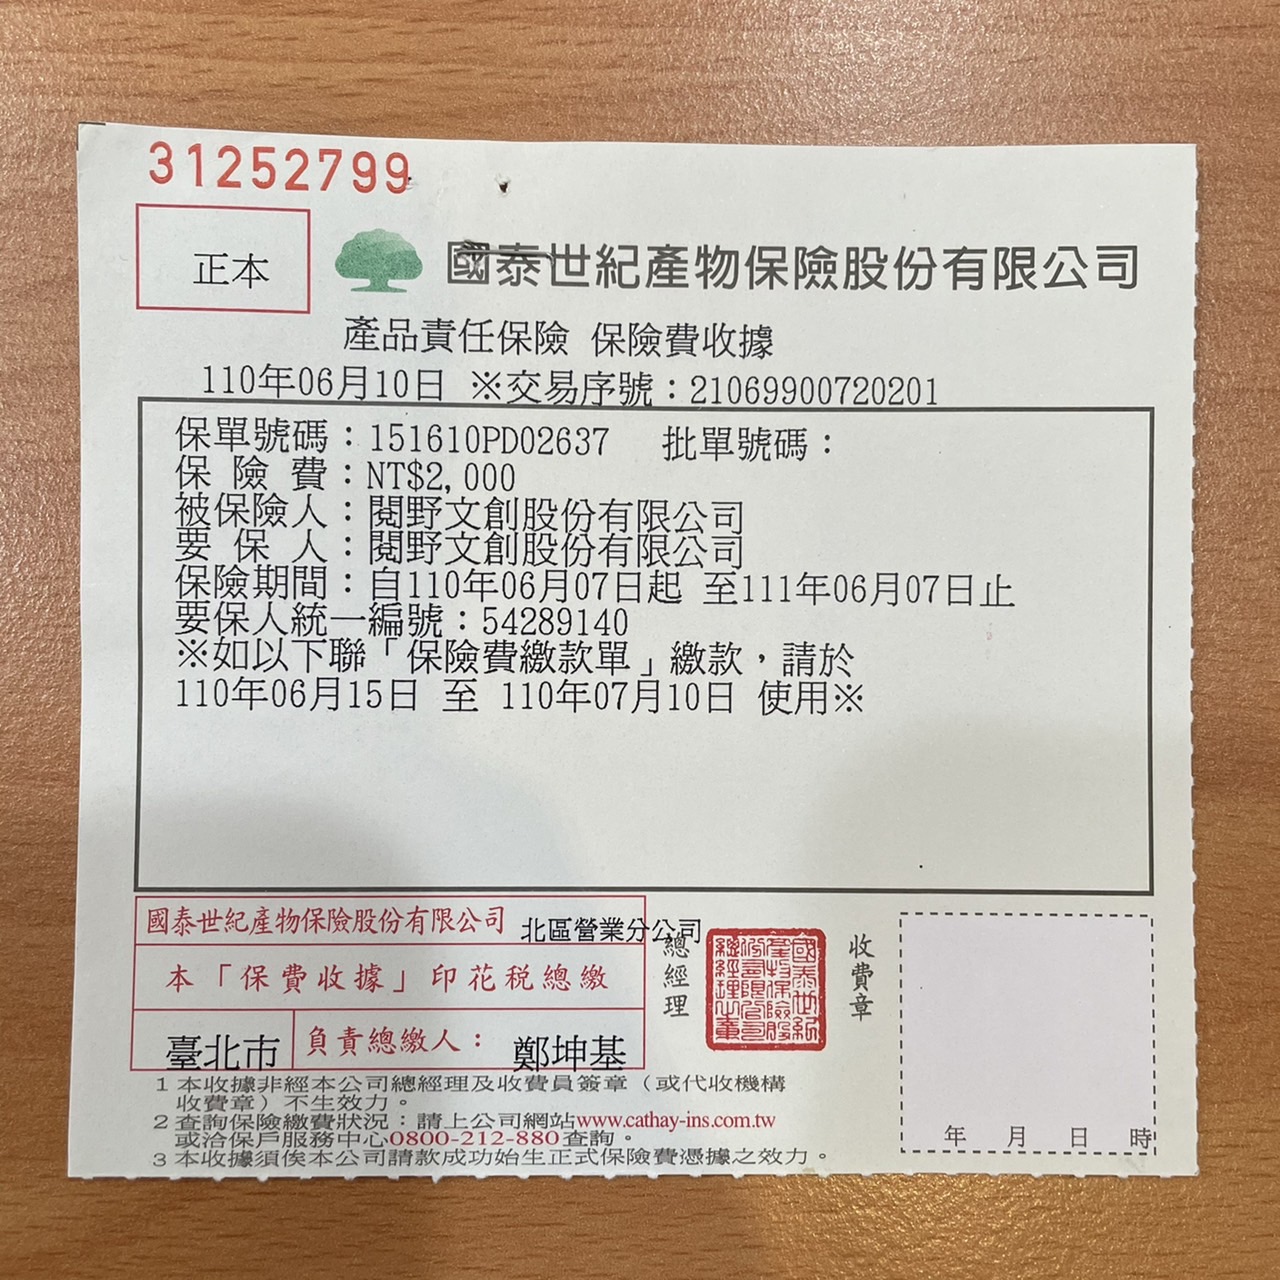 31252799
正本
國泰世紀產物保險股份有限公司
產品責任保險 保險費收據
110年06月10日 ※交易序號：21069900720201
保單號碼：151610PD02637 批單號碼：
保 險 費：NT$2,000
被保險人：閱野文創股份有限公司
要 保 人：閱野文創股份有限公司
保險期間：自110年06月07日起 至111年06月07日止
要保人統一編號：54289140
※如以下聯「保險費繳款單」繳款，請於
110年06月15日 至 110年07月10日 使用※
國泰世紀產物保險股份有限公司 北區營業分公司
本「保費收據」印花稅總繳
臺北市 負責總繳人： 鄭坤基
總經理
國泰世紀產物保險股份有限公司總經理之章
收費章
年 月 日 時
1 本收據非經本公司總經理及收費員簽章（或代收機構
收費章）不生效力。
2 查詢保險繳費狀況：請上公司網站www.cathay-ins.com.tw
或洽保戶服務中心0800-212-880查詢。
3 本收據須俟本公司請款成功始生正式保險費憑據之效力。